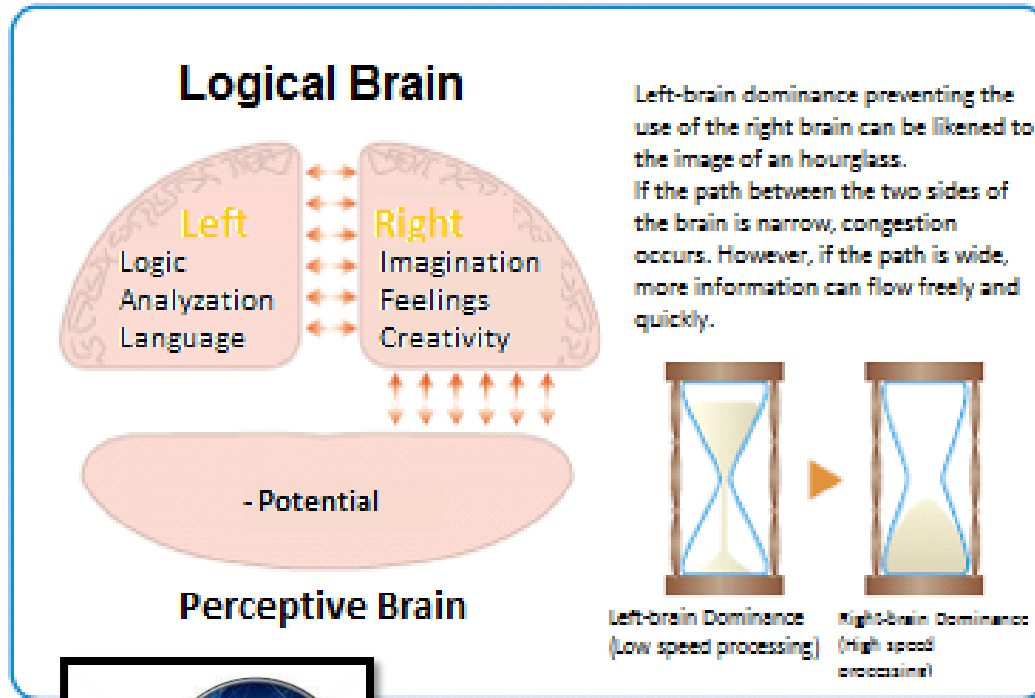 Logical Brain
Left
Logic
Analyzation
Language
Right
Imagination
Feelings
Creativity
- Potential
Perceptive Brain
Left-brain dominance preventing the
use of the right brain can be likened to
the image of an hourglass.
If the path between the two sides of
the brain is narrow, congestion
occurs. However, if the path is wide,
more information can flow freely and
quickly.
Left-brain Dominance
(Low speed processing)
Right-brain Dominance
(High speed
processing)